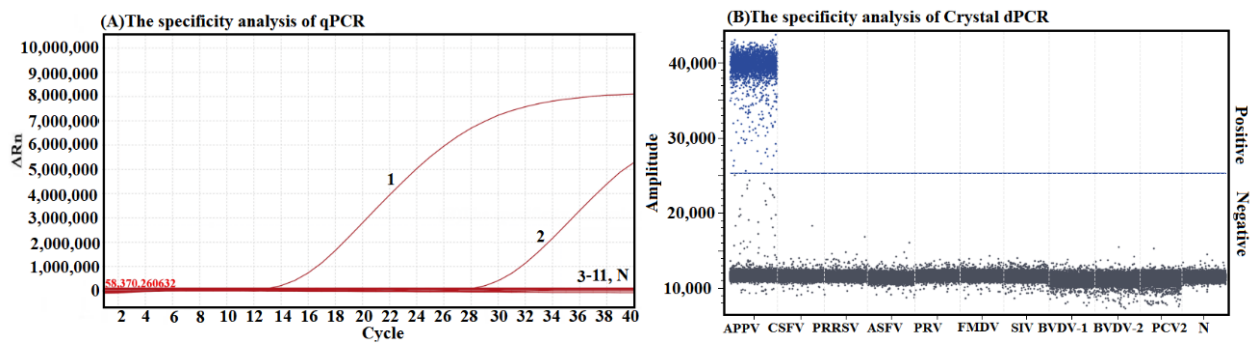 (A)The specificity analysis of qPCR
10,000,000
9,000,000
8,000,000
7,000,000
6,000,000
5,000,000
4,000,000
3,000,000
2,000,000
1,000,000
0
ΔRn
1
2
58,370.260632
3-11, N
2 4 6 8 10 12 14 16 18 20 22 24 26 28 30 32 34 36 38 40
Cycle
(B)The specificity analysis of Crystal dPCR
40,000
30,000
20,000
10,000
Amplitude
Positive
Negative
APPV CSFV PRRSV ASFV PRV FMDV SIV BVDV-1 BVDV-2 PCV2 N